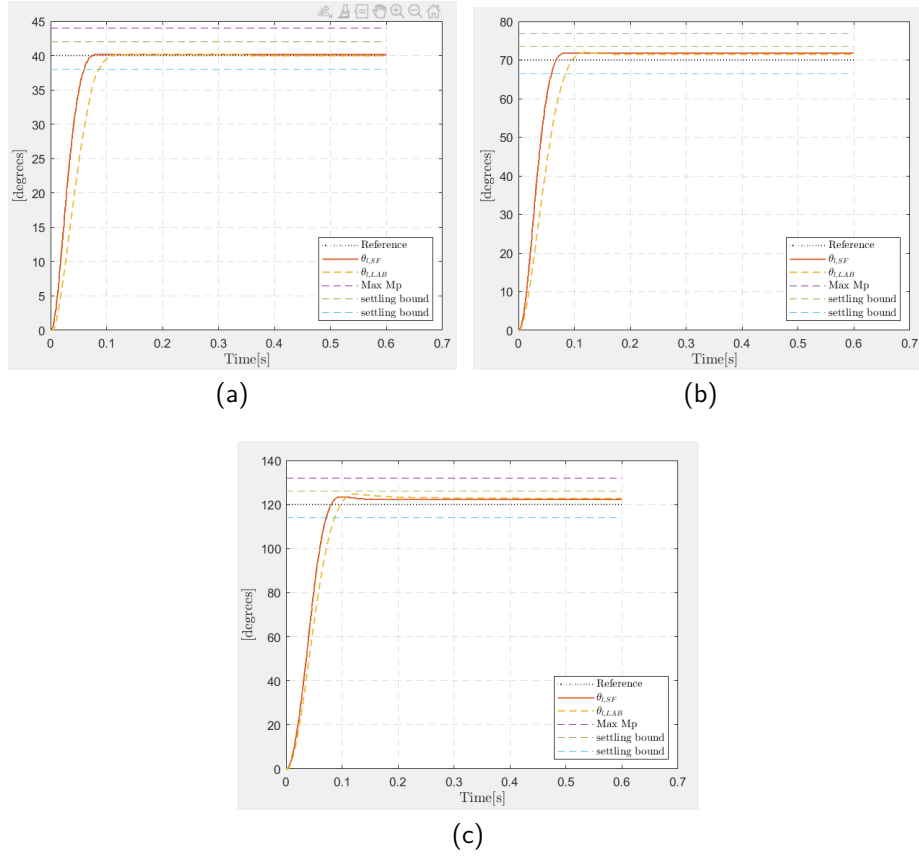 45
40
35
30
25
20
15
10
5
0
[degrees]
0 0.1 0.2 0.3 0.4 0.5 0.6 0.7
Time[s]
Reference
θl,SF
θl,LAB
Max Mp
settling bound
settling bound
(a)
80
70
60
50
40
30
20
10
0
[degrees]
0 0.1 0.2 0.3 0.4 0.5 0.6 0.7
Time[s]
Reference
θl,SF
θl,LAB
Max Mp
settling bound
settling bound
(b)
140
120
100
80
60
40
20
0
[degrees]
0 0.1 0.2 0.3 0.4 0.5 0.6 0.7
Time[s]
Reference
θl,SF
θl,LAB
Max Mp
settling bound
settling bound
(c)